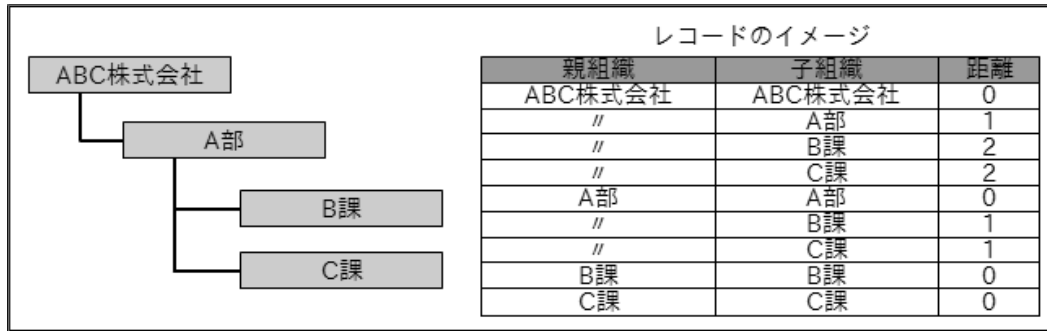 ABC株式会社
A部
B課
C課
レコードのイメージ
親組織 子組織 距離
ABC株式会社 ABC株式会社 0
〃 A部 1
〃 B課 2
〃 C課 2
A部 A部 0
〃 B課 1
〃 C課 1
B課 B課 0
C課 C課 0